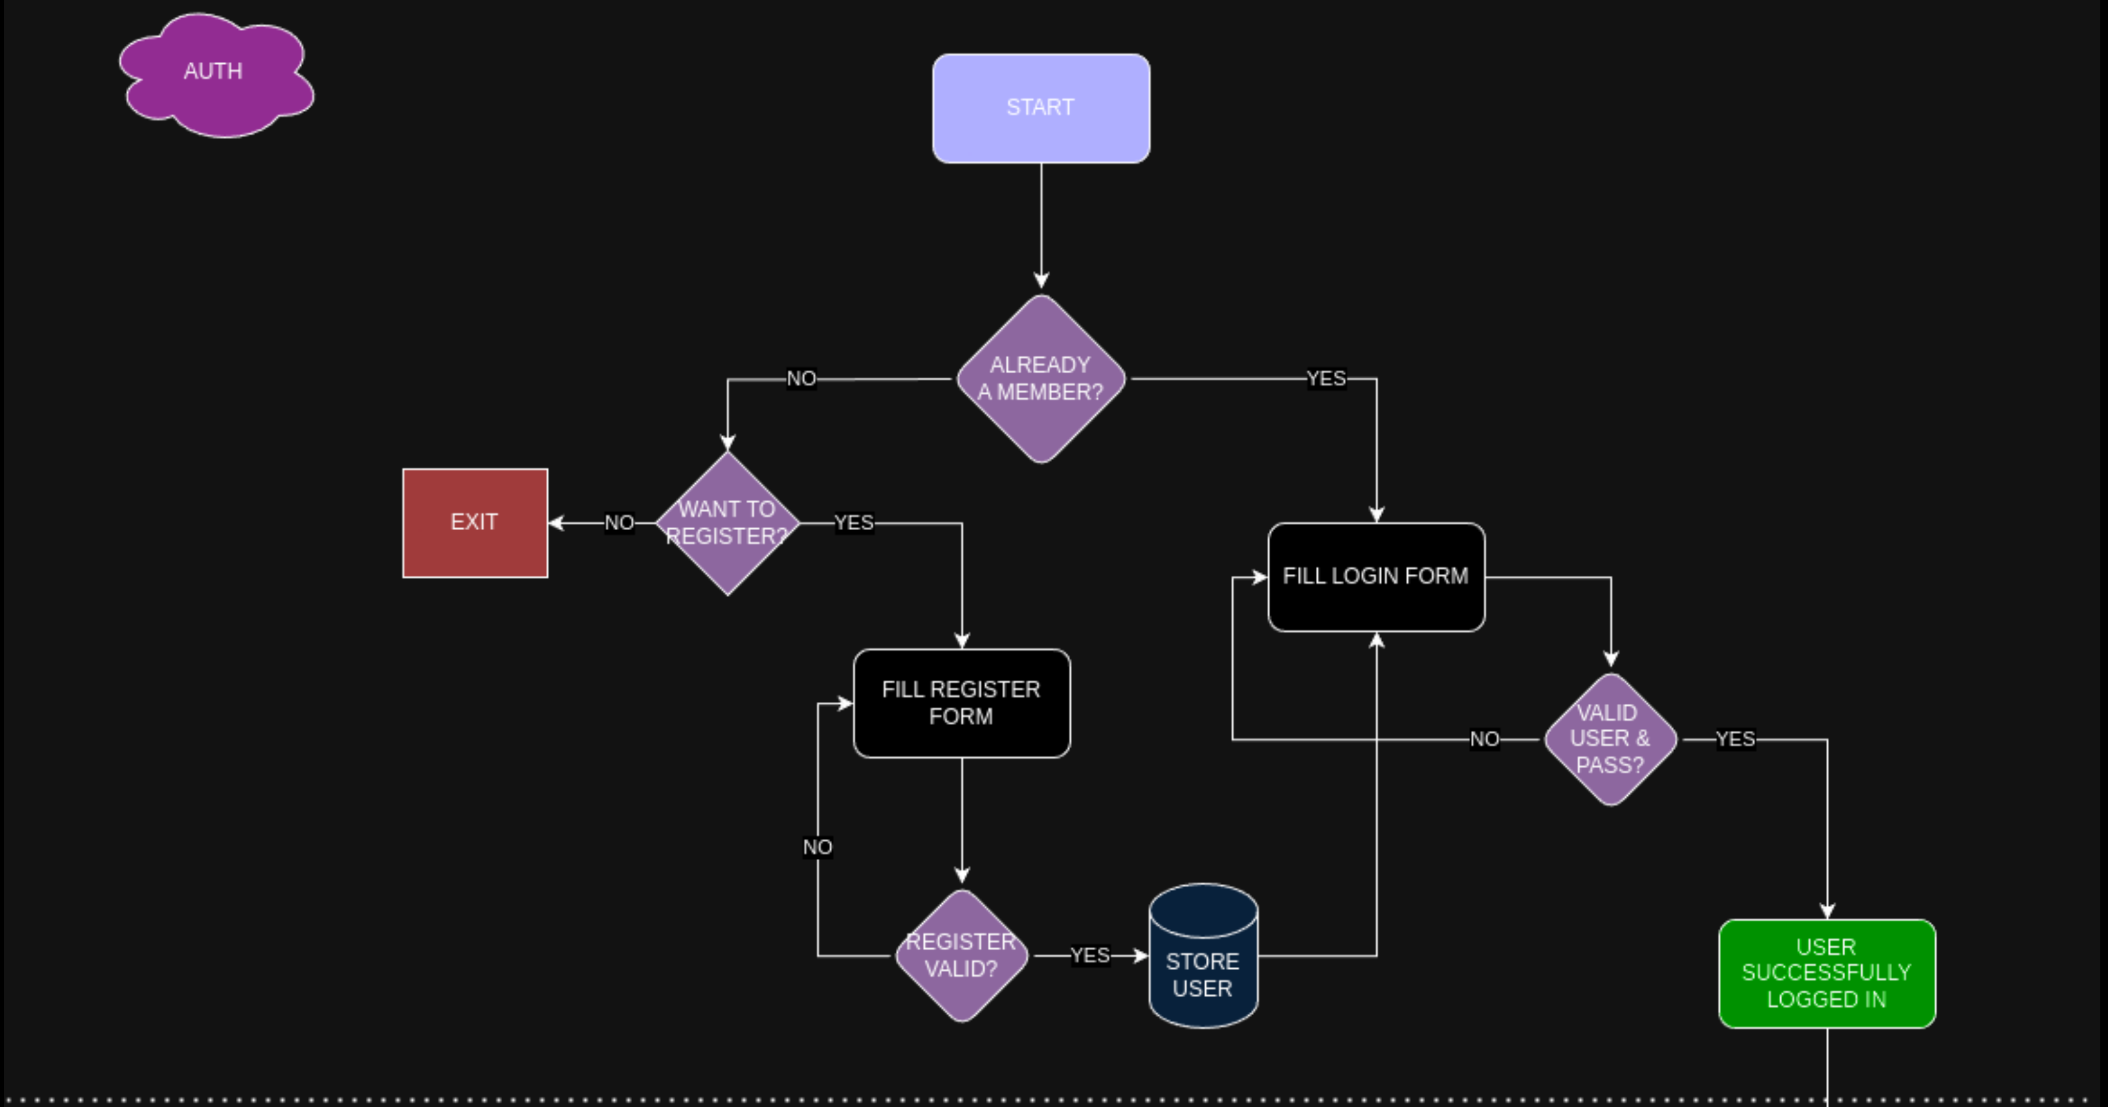 AUTH
START
ALREADY
A MEMBER?
NO
YES
EXIT
NO
WANT TO
REGISTER?
YES
FILL LOGIN FORM
FILL REGISTER
FORM
NO
VALID
USER &
PASS?
YES
NO
REGISTER
VALID?
YES
STORE
USER
USER
SUCCESSFULLY
LOGGED IN